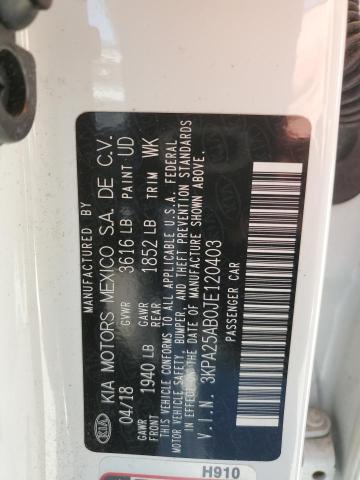 MANUFACTURED BY
KIA KIA MOTORS MEXICO S.A. DE C.V.
04/18 GVWR 3616 LB PAINT UD
GAWR FRONT 1940 LB GAWR REAR 1852 LB TRIM WK
THIS VEHICLE CONFORMS TO ALL APPLICABLE U.S.A. FEDERAL
MOTOR VEHICLE SAFETY, BUMPER, AND THEFT PREVENTION STANDARDS
IN EFFECT ON THE DATE OF MANUFACTURE SHOWN ABOVE.
V.I.N. 3KPA25AB0JE120403
PASSENGER CAR
H910